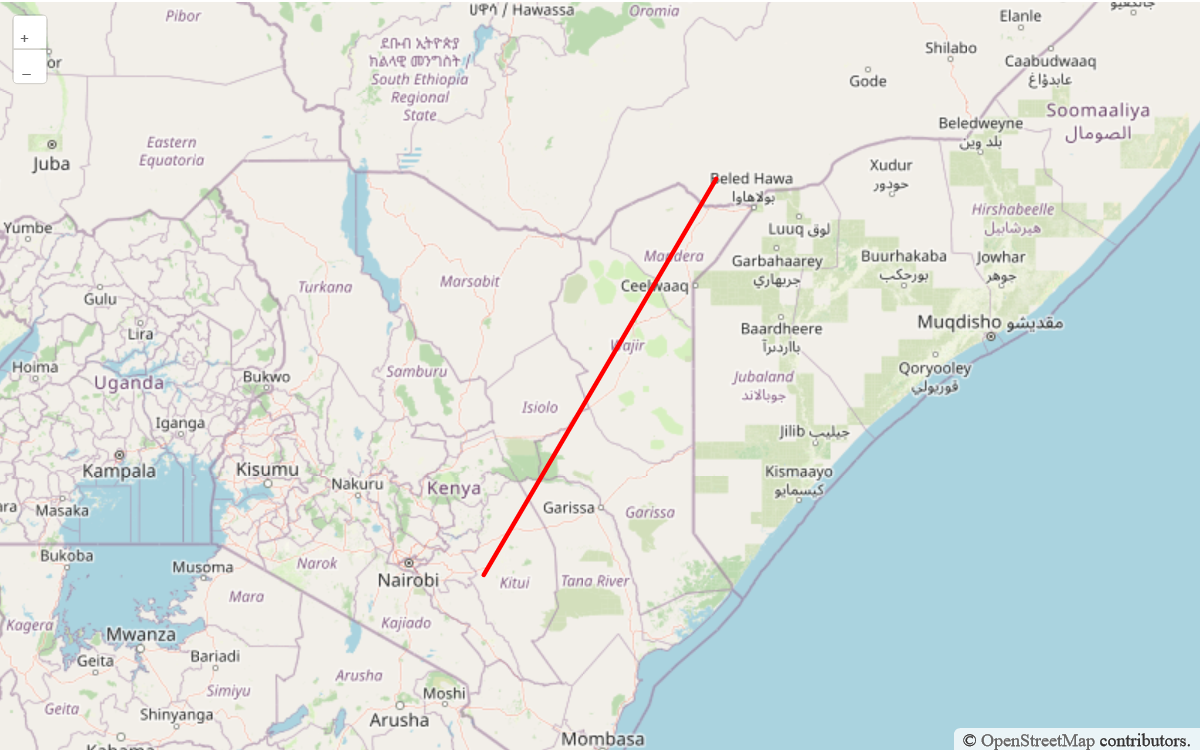 Pibor
ሀዋሳ / Hawassa
Oromia
Elanle
+
–
or
ደቡብ ኢትዮጵያ
ክልላዊ መንግስት /
South Ethiopia
Regional
State
Shilabo
Gode
Caabudwaaq
عابدؤاغ
Soomaaliya
الصومال
Beledweyne
بلد وين
Eastern
Equatoria
Juba
Xudur
حودور
Beled Hawa
بولاهاوا
Hirshabeelle
هيرشابيل
Yumbe
Luuq لوق
Mandera
Garbahaarey
جربهاري
Buurhakaba
بورحكب
Jowhar
جوهر
Turkana
Marsabit
Ceelwaaq
Gulu
Lira
Wajir
Baardheere
Muqdisho مقديشو
Hoima
Uganda
Bukwo
Samburu
Jubaland
جوبالاند
Qoryooley
قوريولي
Isiolo
Iganga
Jilib جيليب
Kampala
Kisumu
Nakuru
Kenya
Kismaayo
كيسمايو
ara
Masaka
Garissa
Garissa
Bukoba
Musoma
Narok
Nairobi
Kitui
Tana River
Mara
Kagera
Kajiado
Mwanza
Geita
Bariadi
Simiyu
Arusha
Moshi
Geita
Shinyanga
Arusha
Kahama
Mombasa
© OpenStreetMap contributors.